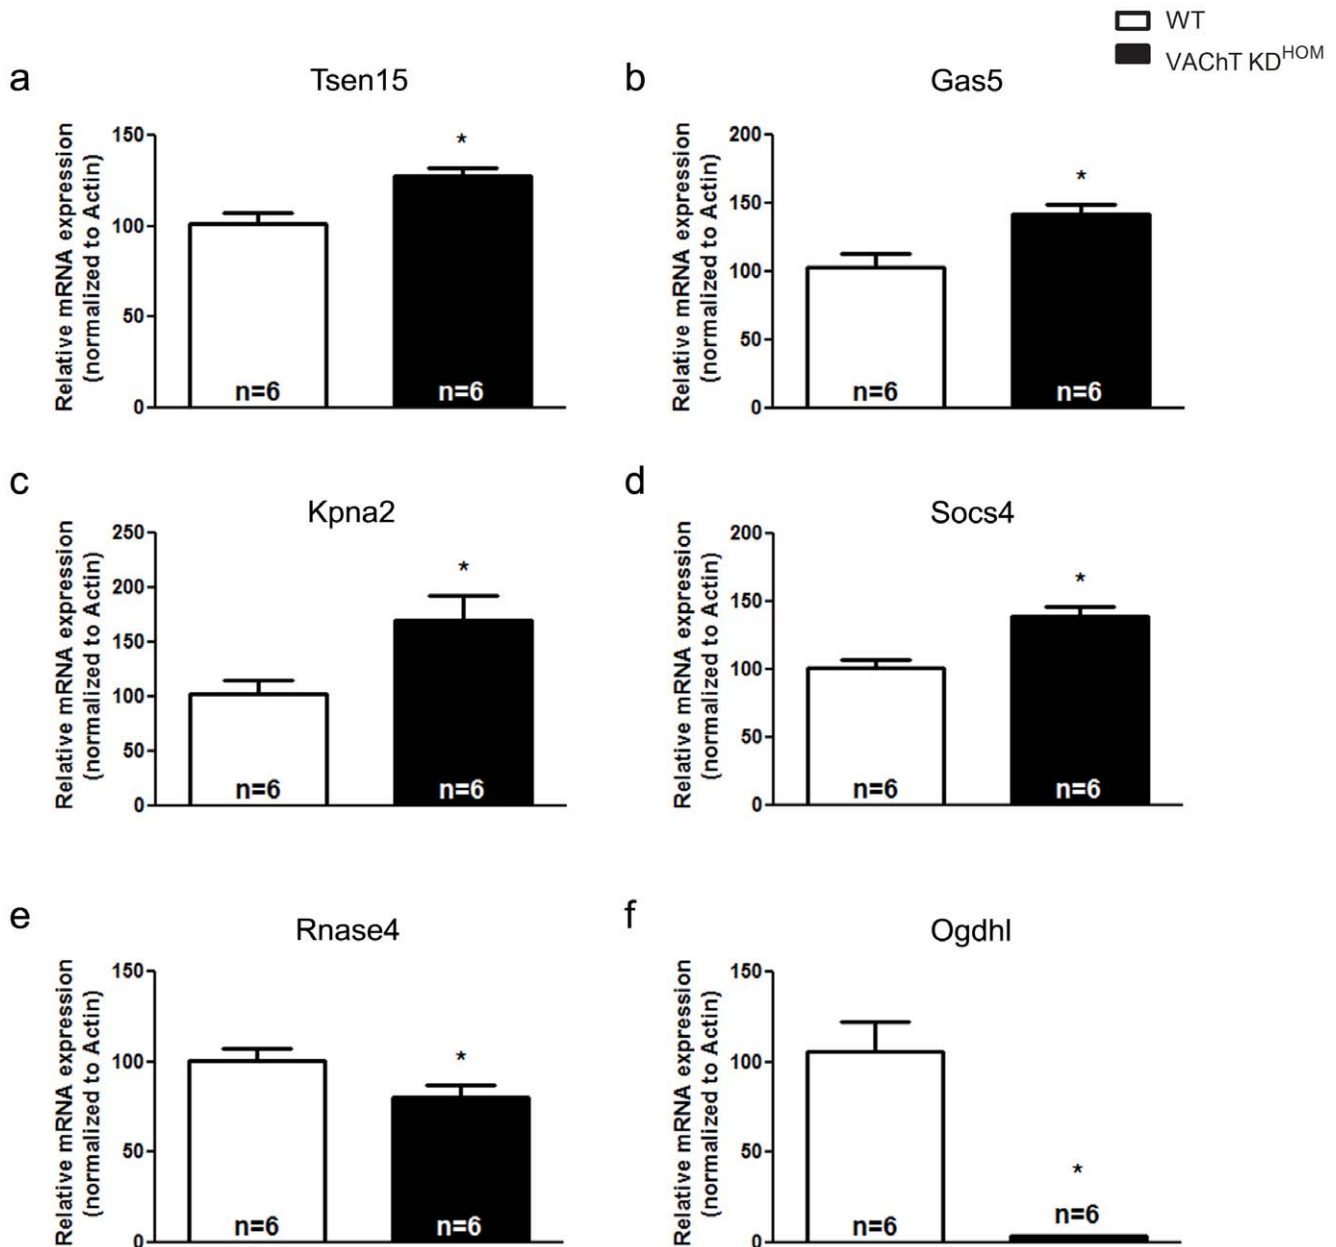 WT
VAChT KD^HOM
a
Tsen15
Relative mRNA expression
(normalized to Actin)
150
100
50
0
*
n=6
n=6
b
Gas5
Relative mRNA expression
(normalized to Actin)
200
150
100
50
0
*
n=6
n=6
c
Kpna2
Relative mRNA expression
(normalized to Actin)
250
200
150
100
50
0
*
n=6
n=6
d
Socs4
Relative mRNA expression
(normalized to Actin)
200
150
100
50
0
*
n=6
n=6
e
Rnase4
Relative mRNA expression
(normalized to Actin)
150
100
50
0
*
n=6
n=6
f
Ogdhl
Relative mRNA expression
(normalized to Actin)
150
100
50
0
*
n=6
n=6